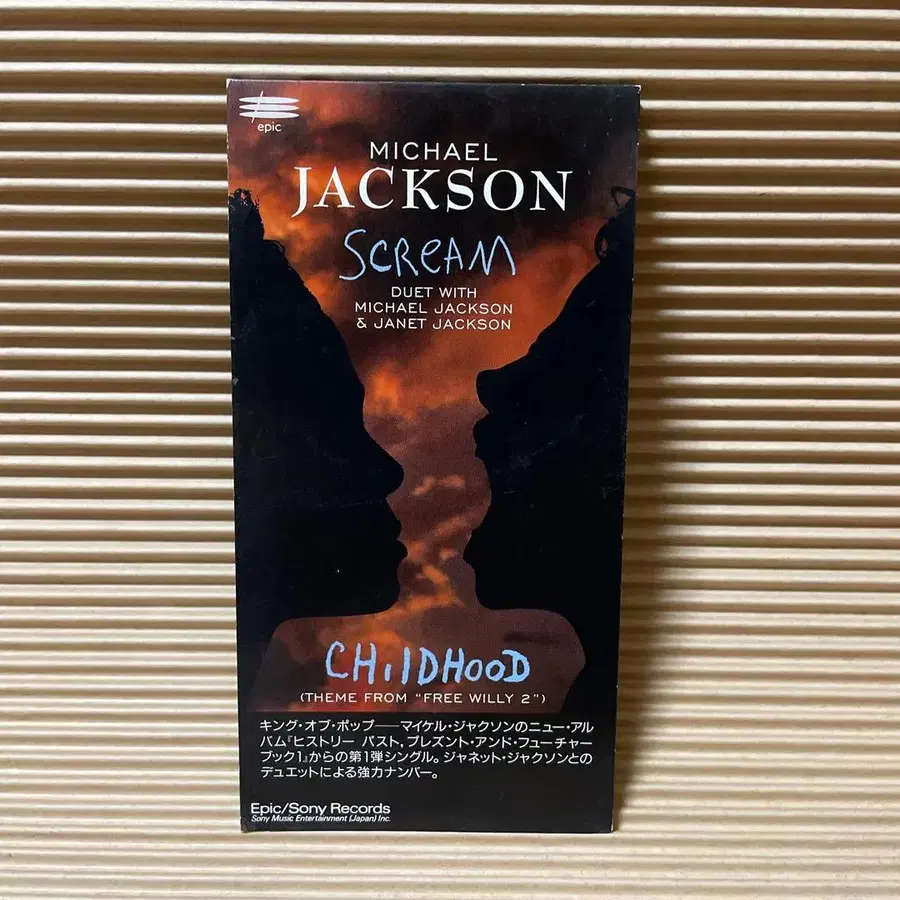 epic
MICHAEL
JACKSON
SCREAM
DUET WITH
MICHAEL JACKSON
& JANET JACKSON
CHilDHOOD
(THEME FROM “FREE WILLY 2”)
キング・オブ・ポップ──マイケル・ジャクソンのニュー・アル
バム『ヒストリー パスト, プレズント・アンド・フューチャー
ブック1』からの第1弾シングル。ジャネット・ジャクソンとの
デュエットによる強力ナンバー。
Epic/Sony Records
Sony Music Entertainment (Japan) Inc.